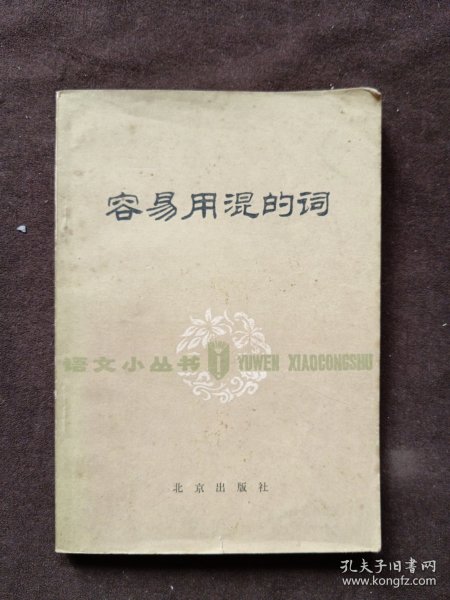 容易用混的词
语文小丛书 YUWEN XIAOCONGSHU
北京出版社
孔夫子旧书网
www.kongfz.com